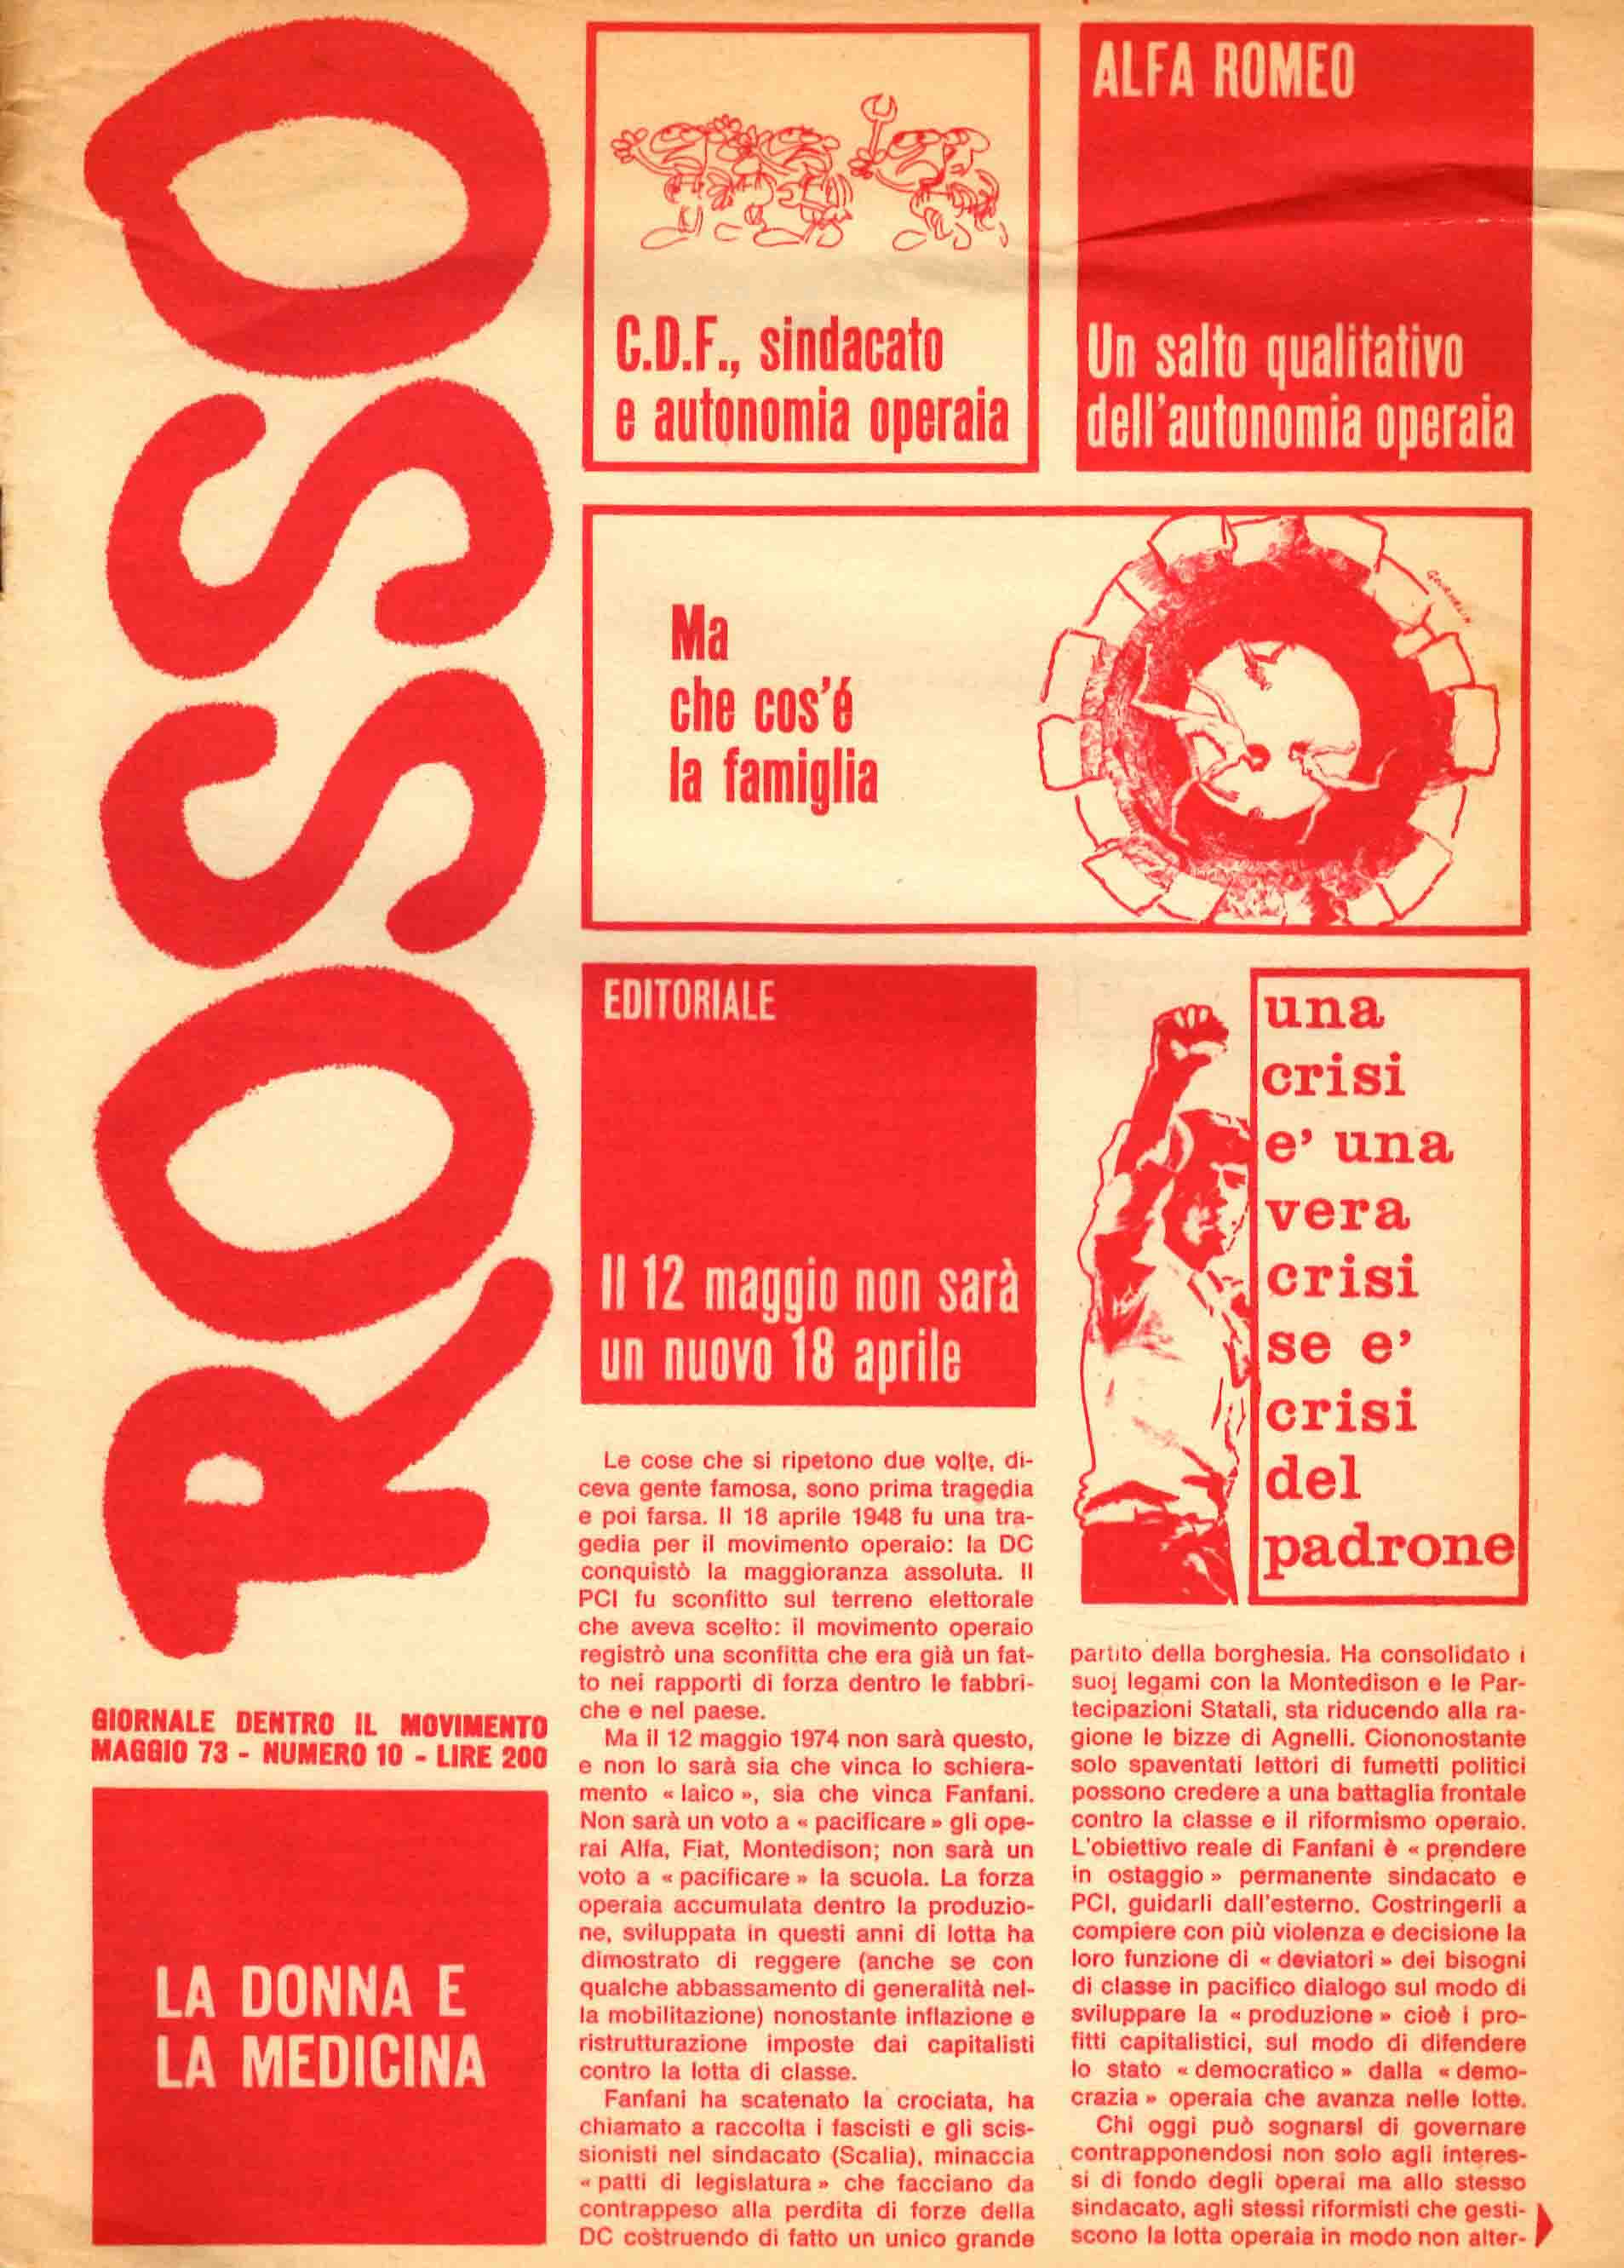 ROSSO
GIORNALE DENTRO IL MOVIMENTO
MAGGIO 73 - NUMERO 10 - LIRE 200
LA DONNA E
LA MEDICINA
C.D.F., sindacato
e autonomia operaia
ALFA ROMEO
Un salto qualitativo
dell'autonomia operaia
Ma
che cos'é
la famiglia
EDITORIALE
Il 12 maggio non sarà
un nuovo 18 aprile
una
crisi
e' una
vera
crisi
se e'
crisi
del
padrone
Le cose che si ripetono due volte, di-
ceva gente famosa, sono prima tragedia
e poi farsa. Il 18 aprile 1948 fu una tra-
gedia per il movimento operaio: la DC
conquistò la maggioranza assoluta. Il
PCI fu sconfitto sul terreno elettorale
che aveva scelto: il movimento operaio
registrò una sconfitta che era già un fat-
to nei rapporti di forza dentro le fabbri-
che e nel paese.
Ma il 12 maggio 1974 non sarà questo,
e non lo sarà sia che vinca lo schiera-
mento « laico », sia che vinca Fanfani.
Non sarà un voto a « pacificare » gli ope-
rai Alfa, Fiat, Montedison; non sarà un
voto a « pacificare » la scuola. La forza
operaia accumulata dentro la produzio-
ne, sviluppata in questi anni di lotta ha
dimostrato di reggere (anche se con
qualche abbassamento di generalità nel-
la mobilitazione) nonostante inflazione e
ristrutturazione imposte dai capitalisti
contro la lotta di classe.
Fanfani ha scatenato la crociata, ha
chiamato a raccolta i fascisti e gli scis-
sionisti nel sindacato (Scalia), minaccia
« patti di legislatura » che facciano da
contrappeso alla perdita di forze della
DC costruendo di fatto un unico grande
partito della borghesia. Ha consolidato i
suoi legami con la Montedison e le Par-
tecipazioni Statali, sta riducendo alla ra-
gione le bizze di Agnelli. Ciononostante
solo spaventati lettori di fumetti politici
possono credere a una battaglia frontale
contro la classe e il riformismo operaio.
L'obiettivo reale di Fanfani è « prendere
in ostaggio » permanente sindacato e
PCI, guidarli dall'esterno. Costringerli a
compiere con più violenza e decisione la
loro funzione di « deviatori » dei bisogni
di classe in pacifico dialogo sul modo di
sviluppare la « produzione » cioè i pro-
fitti capitalistici, sul modo di difendere
lo stato « democratico » dalla « demo-
crazia » operaia che avanza nelle lotte.
Chi oggi può sognarsi di governare
contrapponendosi non solo agli interes-
si di fondo degli operai ma allo stesso
sindacato, agli stessi riformisti che gesti-
scono la lotta operaia in modo non alter-